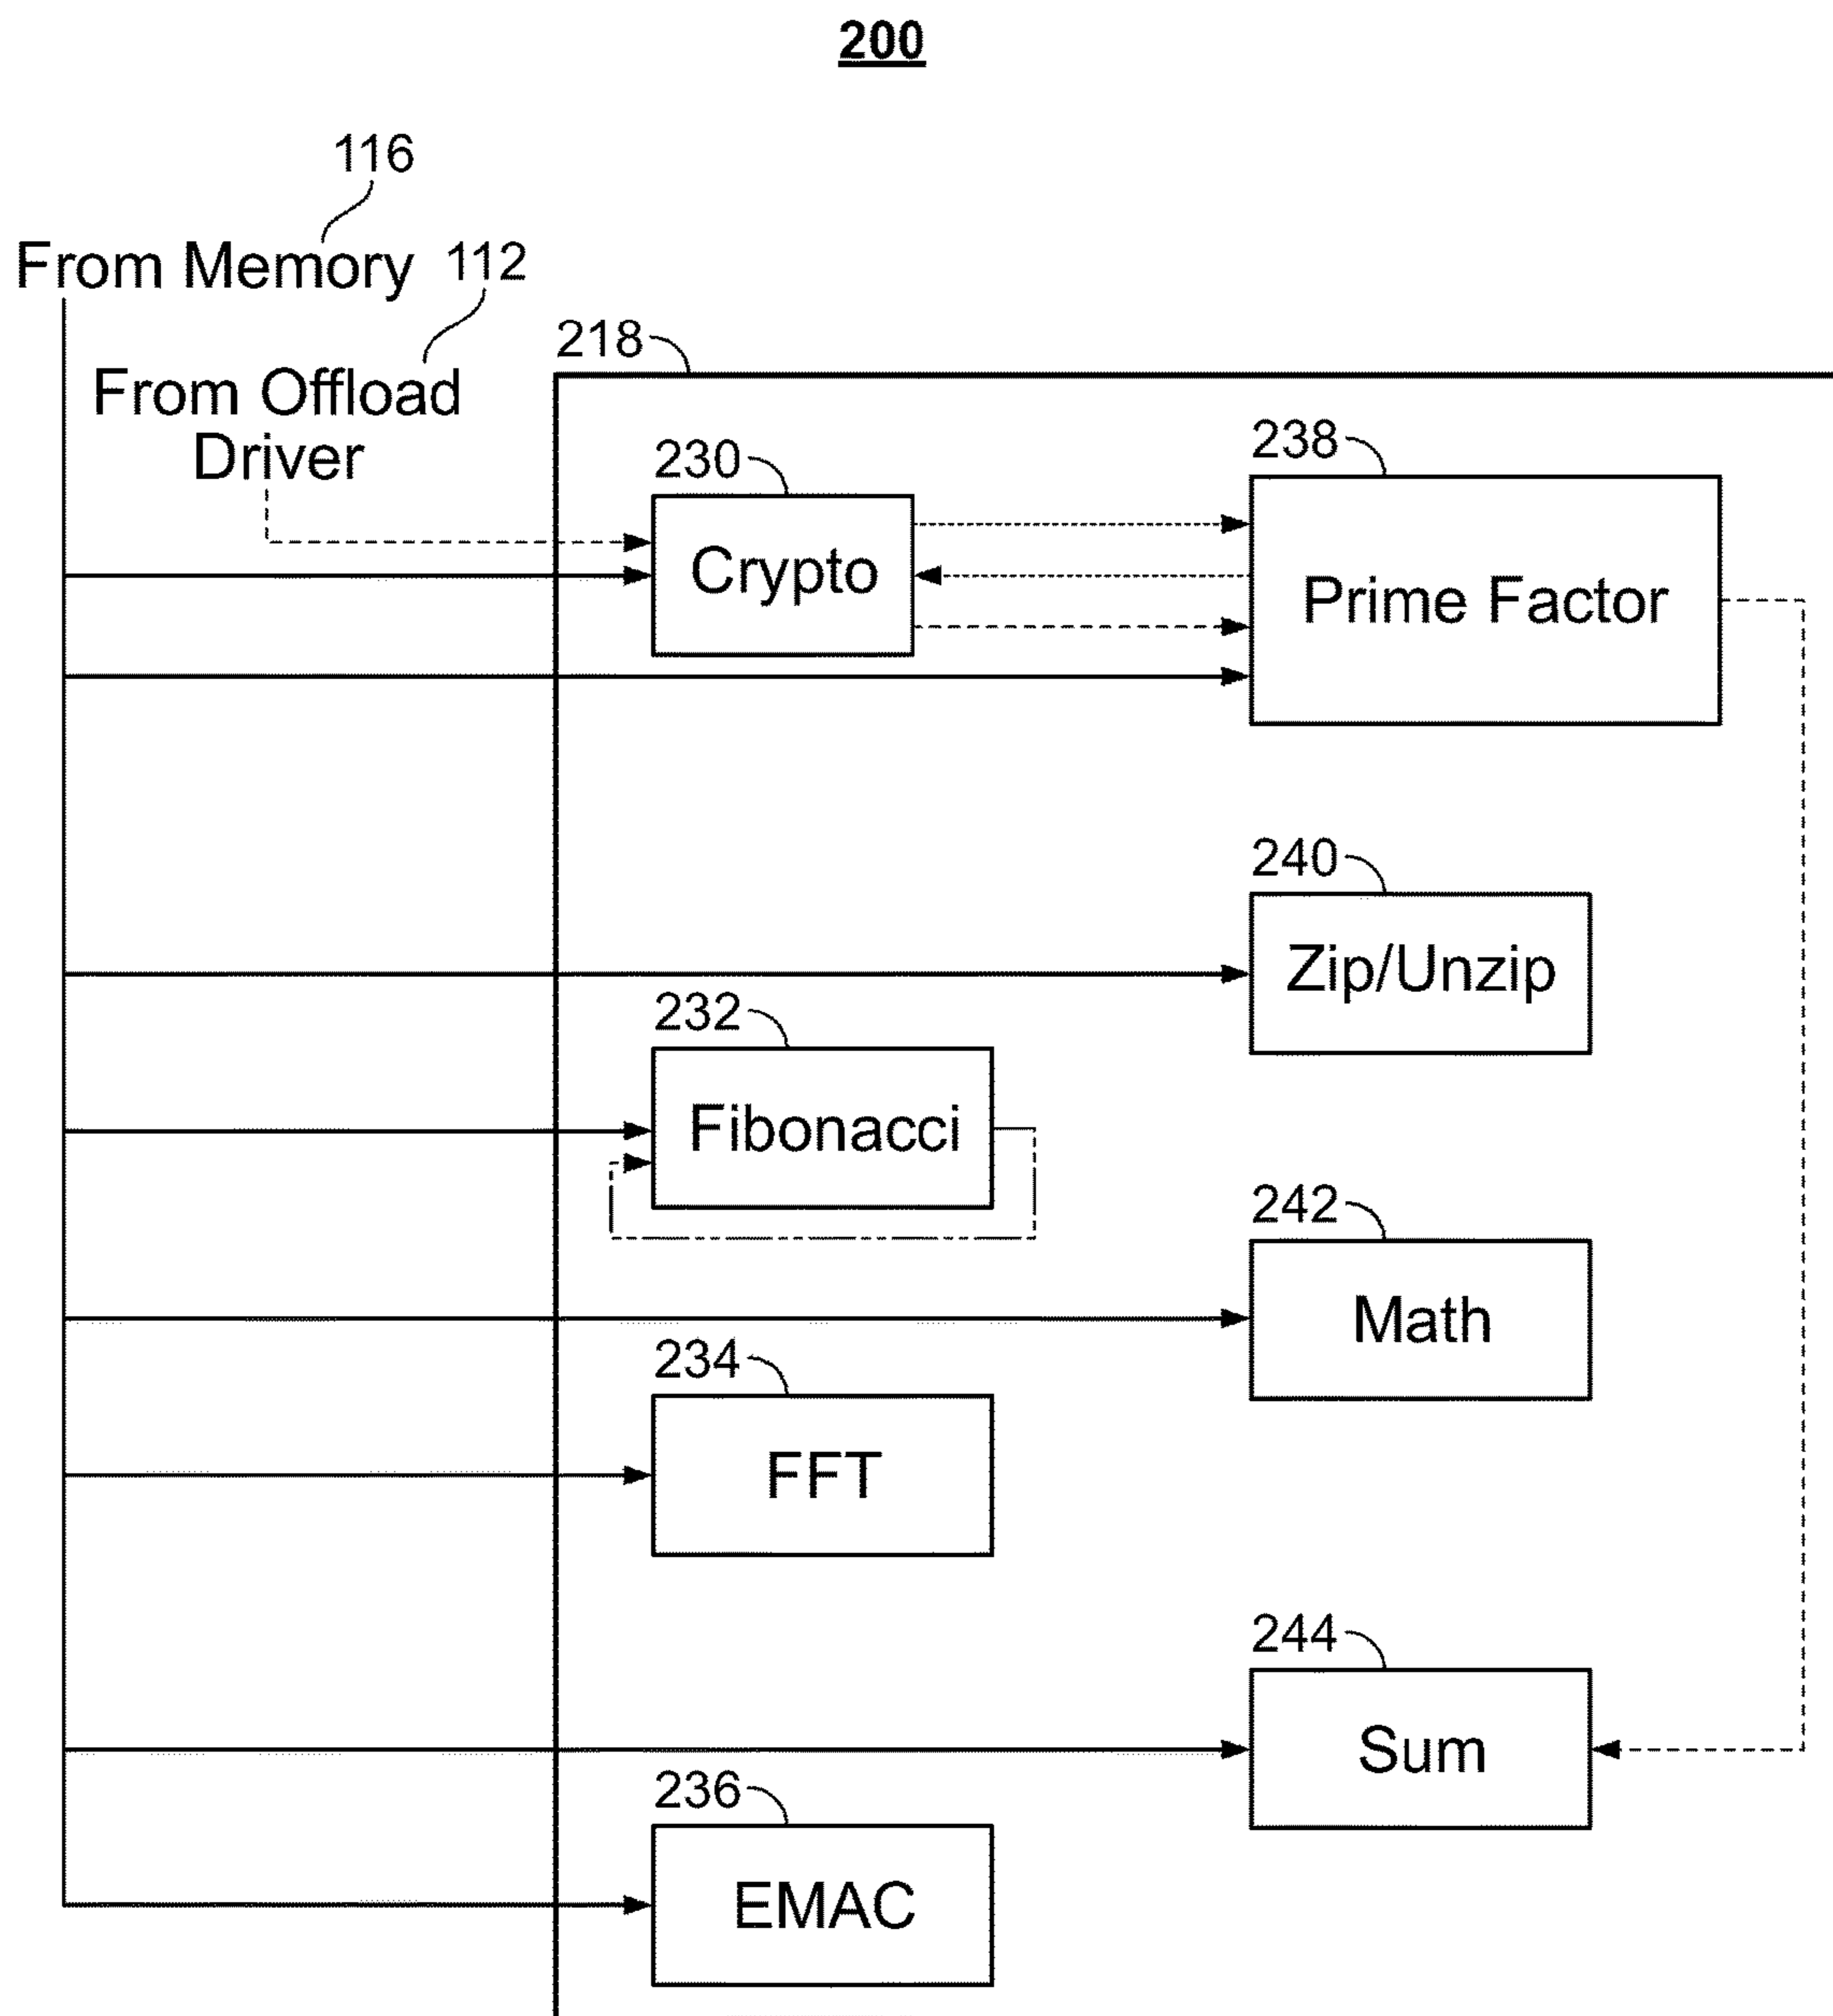 200
116
From Memory
112
From Offload
Driver
218
230
Crypto
238
Prime Factor
240
Zip/Unzip
232
Fibonacci
242
Math
234
FFT
244
Sum
236
EMAC